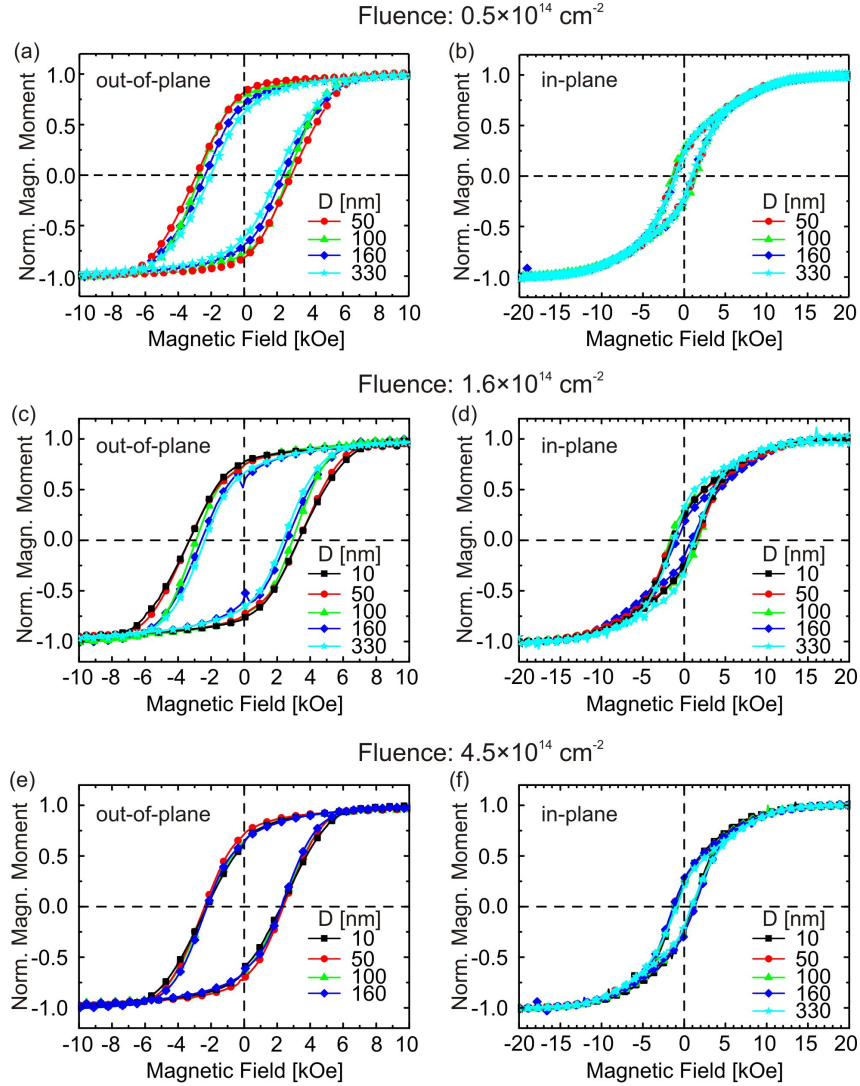 Fluence: 0.5×10¹⁴ cm⁻²
(a)
out-of-plane
1.0
0.5
0.0
-0.5
-1.0
Norm. Magn. Moment
D [nm]
50
100
160
330
-10 -8 -6 -4 -2 0 2 4 6 8 10
Magnetic Field [kOe]
(b)
in-plane
1.0
0.5
0.0
-0.5
-1.0
Norm. Magn. Moment
D [nm]
50
100
160
330
-20 -15 -10 -5 0 5 10 15 20
Magnetic Field [kOe]
Fluence: 1.6×10¹⁴ cm⁻²
(c)
out-of-plane
1.0
0.5
0.0
-0.5
-1.0
Norm. Magn. Moment
D [nm]
10
50
100
160
330
-10 -8 -6 -4 -2 0 2 4 6 8 10
Magnetic Field [kOe]
(d)
in-plane
1.0
0.5
0.0
-0.5
-1.0
Norm. Magn. Moment
D [nm]
10
50
100
160
330
-20 -15 -10 -5 0 5 10 15 20
Magnetic Field [kOe]
Fluence: 4.5×10¹⁴ cm⁻²
(e)
out-of-plane
1.0
0.5
0.0
-0.5
-1.0
Norm. Magn. Moment
D [nm]
10
50
100
160
-10 -8 -6 -4 -2 0 2 4 6 8 10
Magnetic Field [kOe]
(f)
in-plane
1.0
0.5
0.0
-0.5
-1.0
Norm. Magn. Moment
D [nm]
10
50
100
160
330
-20 -15 -10 -5 0 5 10 15 20
Magnetic Field [kOe]